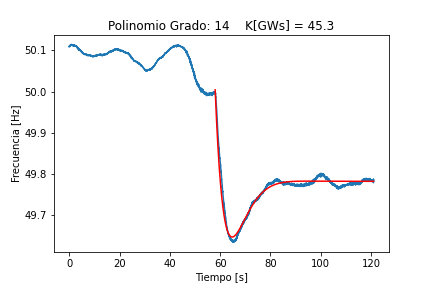 Polinomio Grado: 14    K[GWs] = 45.3
50.1
50.0
49.9
49.8
49.7
Frecuencia [Hz]
0 20 40 60 80 100 120
Tiempo [s]